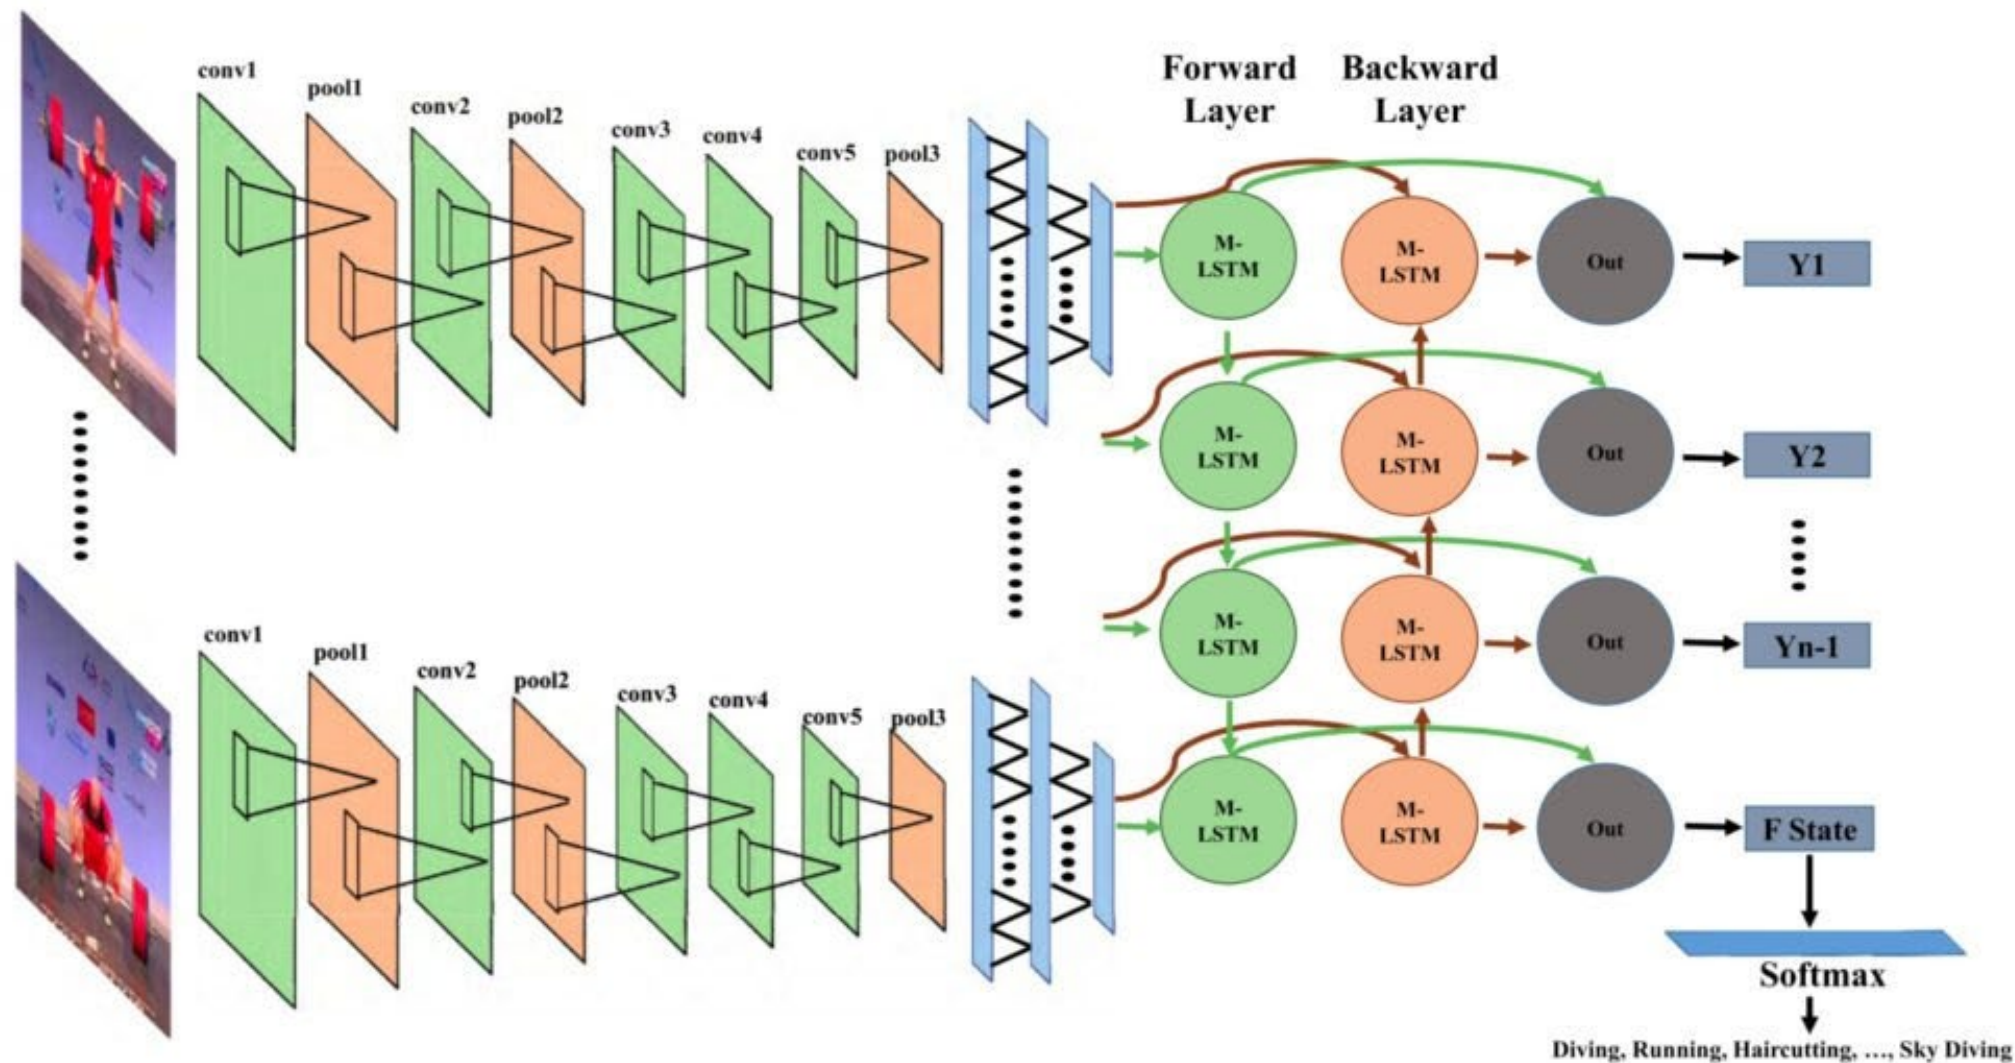 conv1
pool1
conv2
pool2
conv3
conv4
conv5
pool3
Forward
Layer
Backward
Layer
M-
LSTM
M-
LSTM
Out
Y1
M-
LSTM
M-
LSTM
Out
Y2
M-
LSTM
M-
LSTM
Out
Yn-1
conv1
pool1
conv2
pool2
conv3
conv4
conv5
pool3
M-
LSTM
M-
LSTM
Out
F State
Softmax
Diving, Running, Haircutting, …, Sky Diving